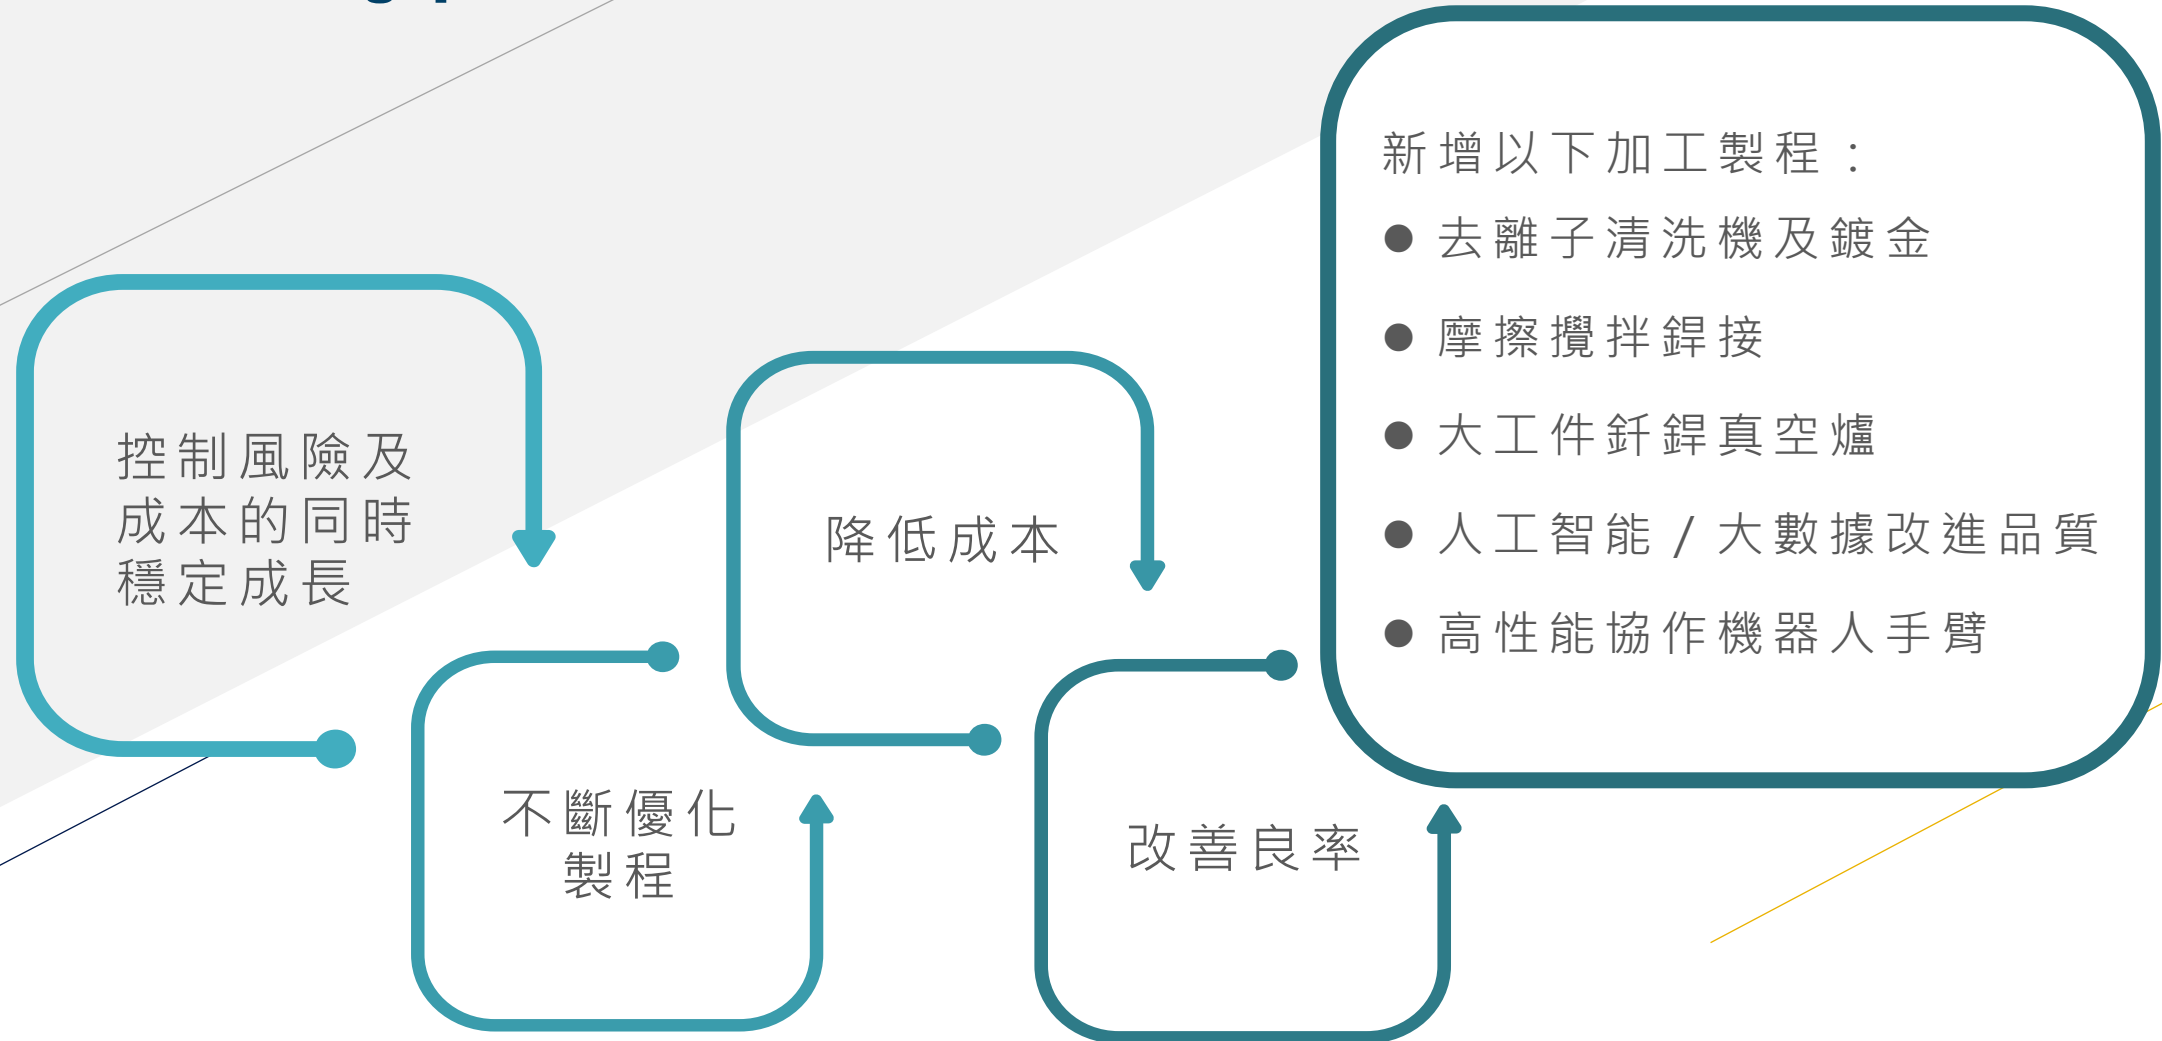 控制風險及
成本的同時
穩定成長
不斷優化
製程
降低成本
改善良率
新增以下加工製程：
● 去離子清洗機及鍍金
● 摩擦攪拌銲接
● 大工件釺銲真空爐
● 人工智能/大數據改進品質
● 高性能協作機器人手臂